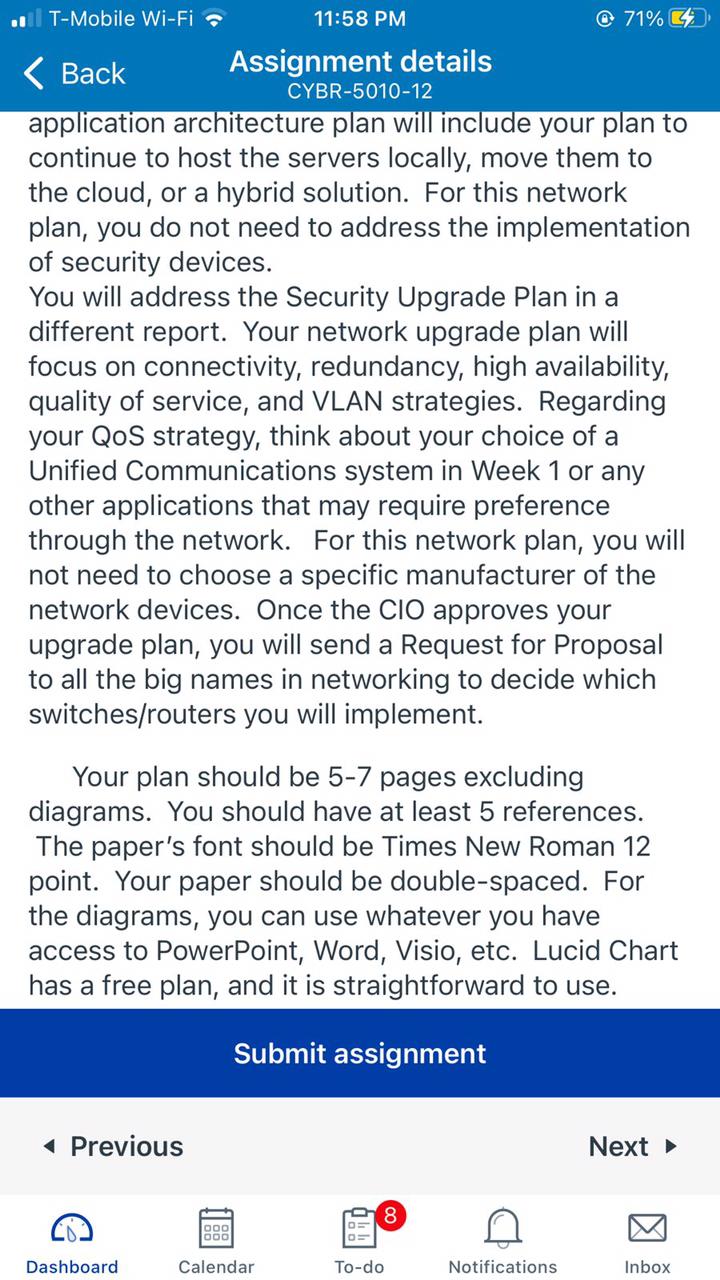 T-Mobile Wi-Fi 11:58 PM 71%
Back Assignment details
CYBR-5010-12
application architecture plan will include your plan to
continue to host the servers locally, move them to
the cloud, or a hybrid solution.  For this network
plan, you do not need to address the implementation
of security devices.
You will address the Security Upgrade Plan in a
different report.  Your network upgrade plan will
focus on connectivity, redundancy, high availability,
quality of service, and VLAN strategies.  Regarding
your QoS strategy, think about your choice of a
Unified Communications system in Week 1 or any
other applications that may require preference
through the network.   For this network plan, you will
not need to choose a specific manufacturer of the
network devices.  Once the CIO approves your
upgrade plan, you will send a Request for Proposal
to all the big names in networking to decide which
switches/routers you will implement.
Your plan should be 5-7 pages excluding
diagrams.  You should have at least 5 references.
The paper’s font should be Times New Roman 12
point.  Your paper should be double-spaced.  For
the diagrams, you can use whatever you have
access to PowerPoint, Word, Visio, etc.  Lucid Chart
has a free plan, and it is straightforward to use.
Submit assignment
Previous Next
8
Dashboard Calendar To-do Notifications Inbox